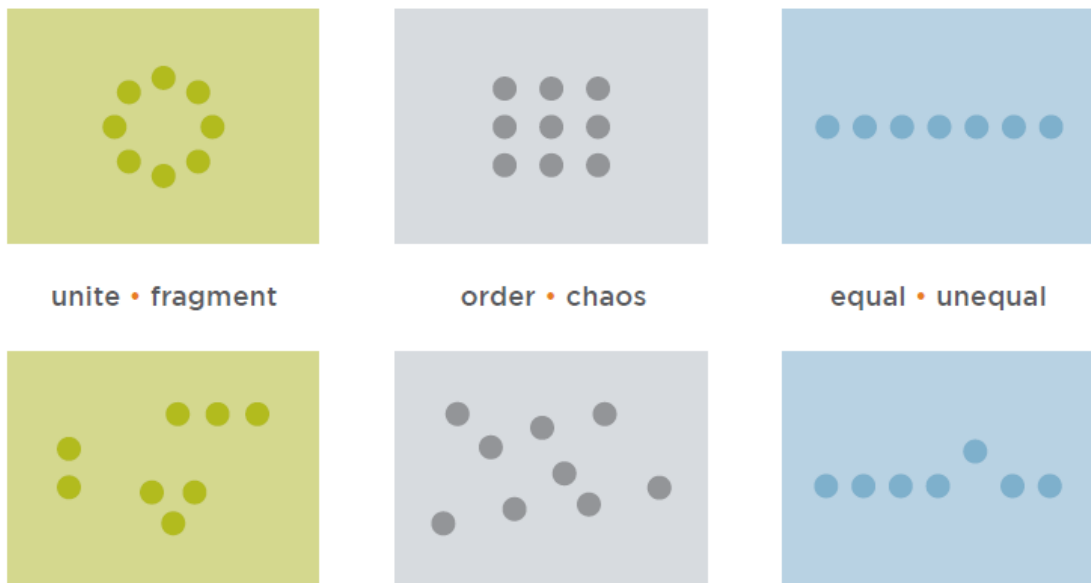 unite • fragment
order • chaos
equal • unequal